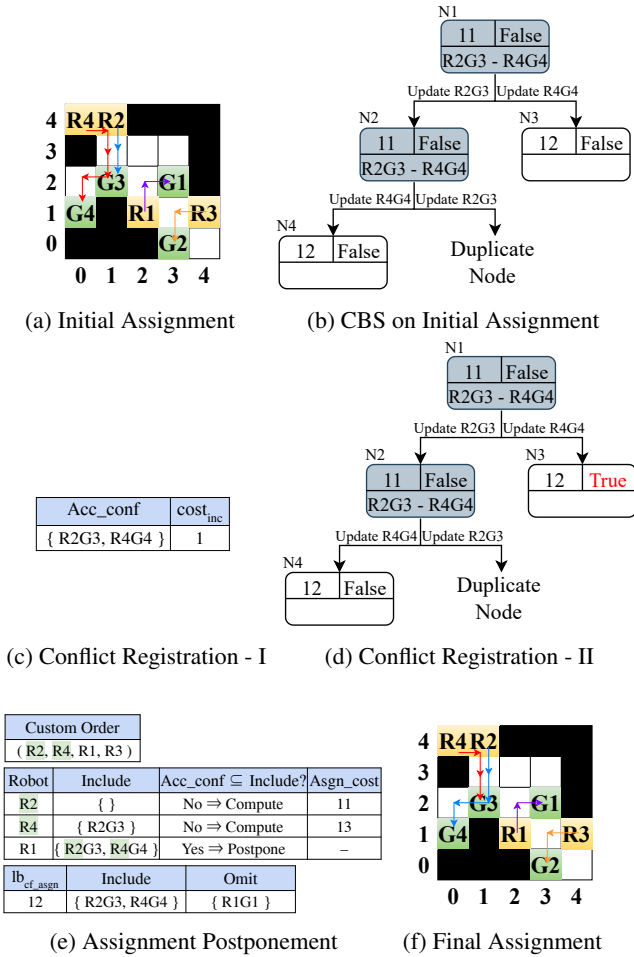 4 R4 R2
3
2 G3 G1
1 G4 R1 R3
0 G2
0 1 2 3 4
(a) Initial Assignment
N1
11 False
R2G3 - R4G4
Update R2G3 Update R4G4
N2 N3
11 False 12 False
R2G3 - R4G4
Update R4G4 Update R2G3
N4
12 False Duplicate
Node
(b) CBS on Initial Assignment
Acc_conf cost_inc
{ R2G3, R4G4 } 1
(c) Conflict Registration - I
N1
11 False
R2G3 - R4G4
Update R2G3 Update R4G4
N2 N3
11 False 12 True
R2G3 - R4G4
Update R4G4 Update R2G3
N4
12 False Duplicate
Node
(d) Conflict Registration - II
Custom Order
( R2, R4, R1, R3 )
Robot Include Acc_conf ⊆ Include? Asgn_cost
R2 { } No ⇒ Compute 11
R4 { R2G3 } No ⇒ Compute 13
R1 { R2G3, R4G4 } Yes ⇒ Postpone –
lb_cf_asgn Include Omit
12 { R2G3, R4G4 } { R1G1 }
(e) Assignment Postponement
4 R4 R2
3
2 G3 G1
1 G4 R1 R3
0 G2
0 1 2 3 4
(f) Final Assignment